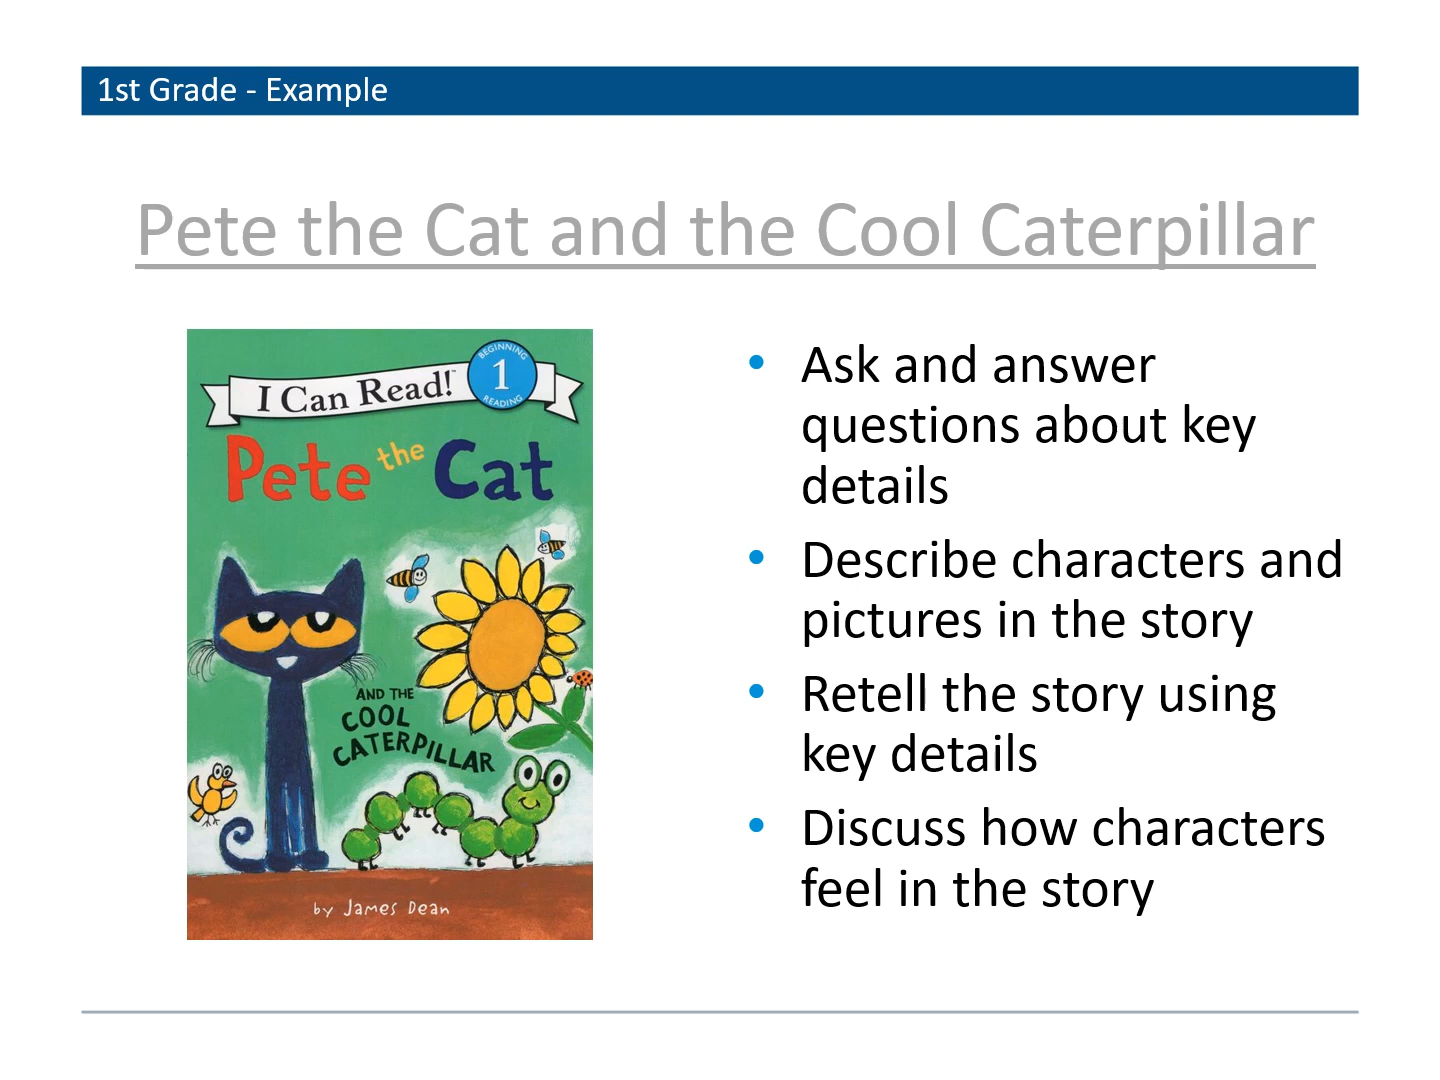 1st Grade - Example
Pete the Cat and the Cool Caterpillar
I Can Read!™
BEGINNING
1
READING
Pete the Cat
AND THE
COOL
CATERPILLAR
by James Dean
• Ask and answer
questions about key
details
• Describe characters and
pictures in the story
• Retell the story using
key details
• Discuss how characters
feel in the story